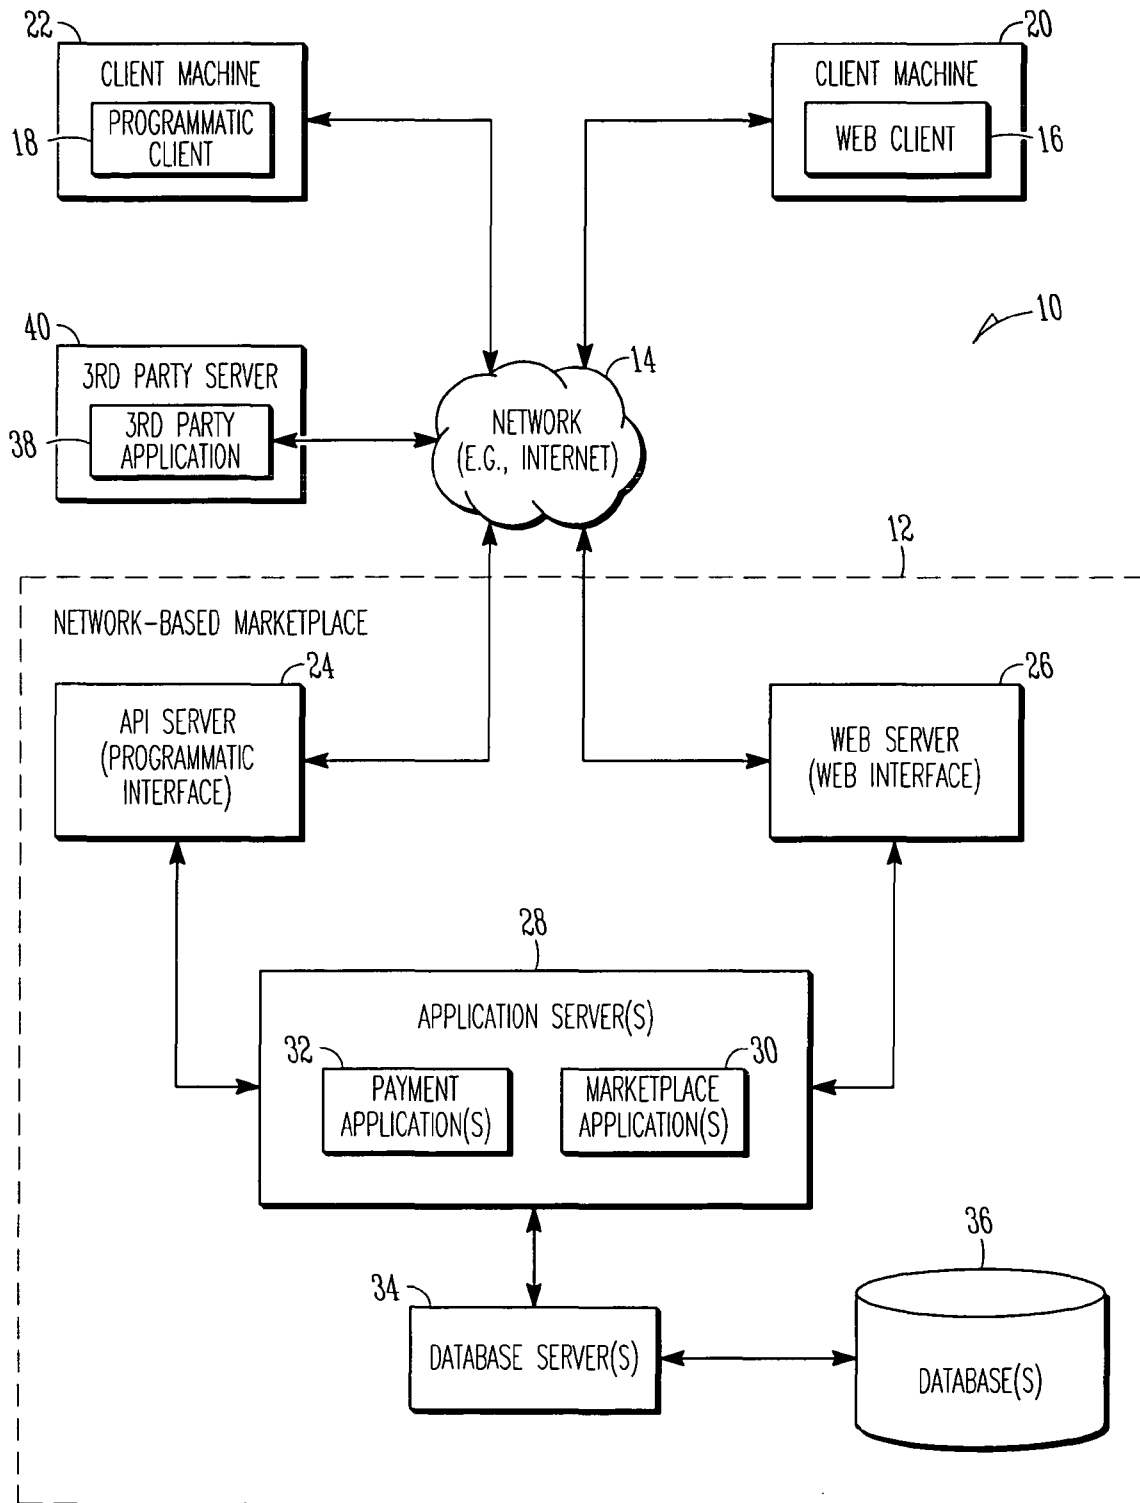 22
20
CLIENT MACHINE
CLIENT MACHINE
PROGRAMMATIC
CLIENT
18
WEB CLIENT
16
10
40
3RD PARTY SERVER
14
3RD PARTY
APPLICATION
38
NETWORK
(E.G., INTERNET)
12
NETWORK-BASED MARKETPLACE
24
26
API SERVER
(PROGRAMMATIC
INTERFACE)
WEB SERVER
(WEB INTERFACE)
28
APPLICATION SERVER(S)
32
30
PAYMENT
APPLICATION(S)
MARKETPLACE
APPLICATION(S)
36
34
DATABASE SERVER(S)
DATABASE(S)